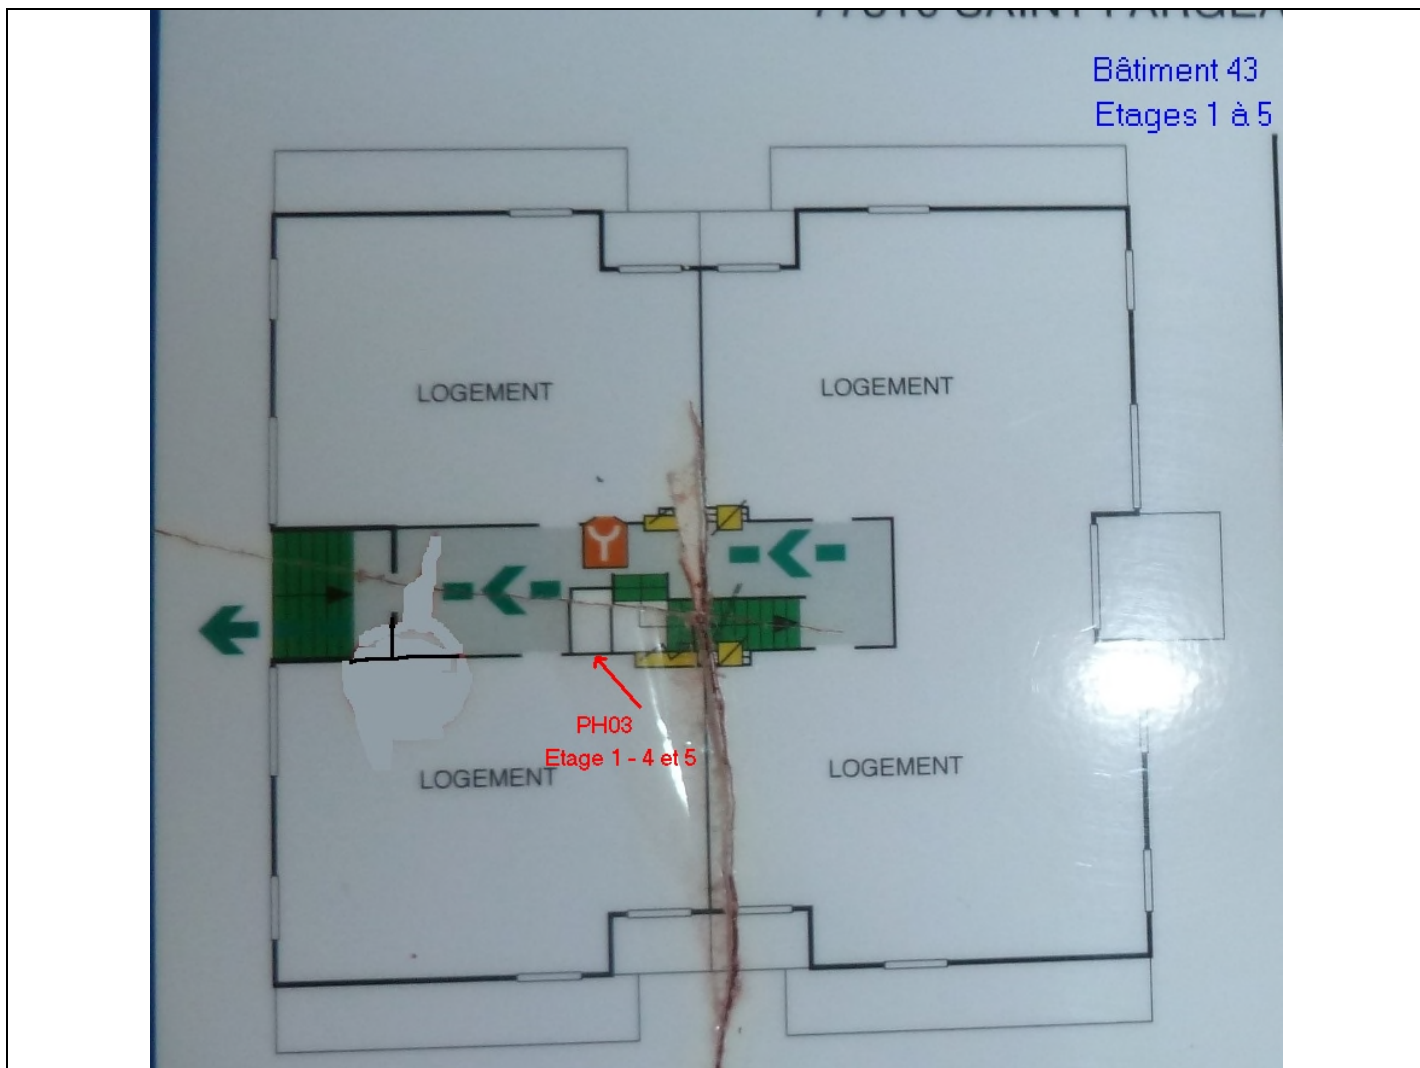 Bâtiment 43
Etages 1 à 5
LOGEMENT
LOGEMENT
PH03
Etage 1 - 4 et 5
LOGEMENT
LOGEMENT